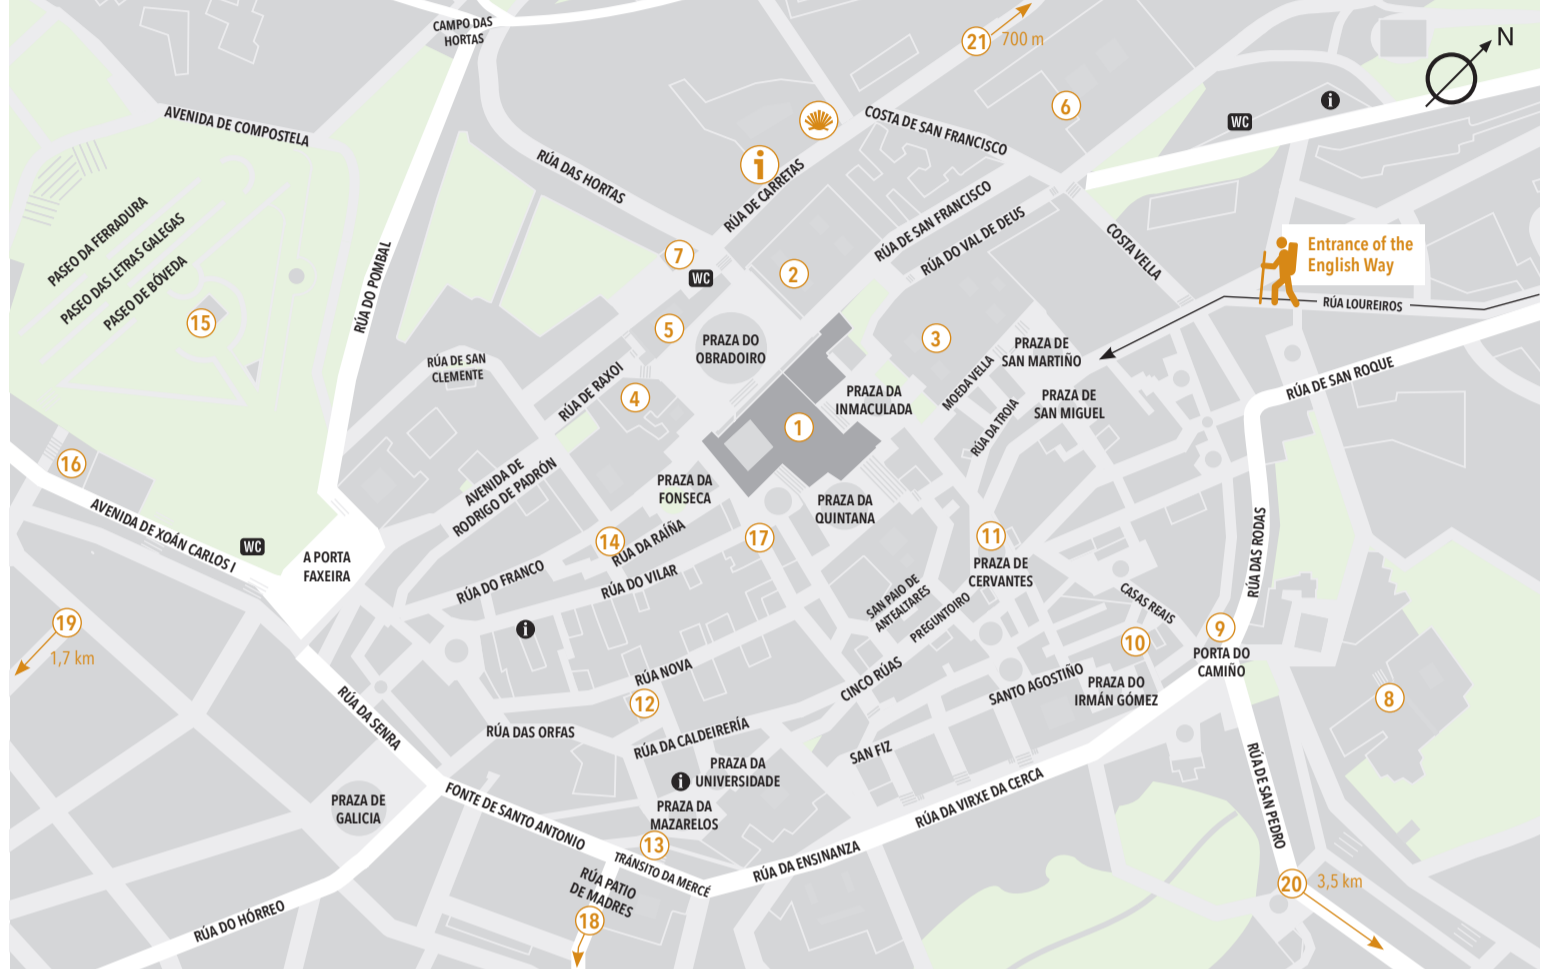 CAMPO DAS
HORTAS
21
700 m
N
6
WC
i
AVENIDA DE COMPOSTELA
COSTA DE SAN FRANCISCO
i
RÚA DAS HORTAS
RÚA DE CARRETAS
RÚA DE SAN FRANCISCO
RÚA DO VAL DE DEUS
COSTA VELLA
Entrance of the
English Way
RÚA LOUREIROS
PASEO DA FERRADURA
PASEO DAS LETRAS GALEGAS
PASEO DE BÓVEDA
15
RÚA DO POMBAL
7
WC
2
5
PRAZA DO
OBRADOIRO
3
PRAZA DE
SAN MARTIÑO
RÚA DE SAN
CLEMENTE
RÚA DE RAXOI
4
PRAZA DA
INMACULADA
MOEDA VELLA
PRAZA DE
SAN MIGUEL
RÚA DE SAN ROQUE
1
RÚA DA TROIA
16
AVENIDA DE
RODRIGO DE PADRÓN
PRAZA DA
FONSECA
PRAZA DA
QUINTANA
AVENIDA DE XOÁN CARLOS I
WC
A PORTA
FAXEIRA
14
RÚA DA RAÍÑA
17
11
PRAZA DE
CERVANTES
RÚA DAS RODAS
RÚA DO FRANCO
RÚA DO VILAR
SAN PAIO DE
ANTEALTARES
PREGUNTOIRO
CASAS REAIS
19
1,7 km
i
10
9
PORTA DO
CAMIÑO
RÚA NOVA
12
CINCO RÚAS
SANTO AGOSTIÑO
PRAZA DO
IRMÁN GÓMEZ
8
RÚA DA SENRA
RÚA DAS ORFAS
RÚA DA CALDEIRERÍA
SAN FIZ
RÚA DE SAN PEDRO
i
PRAZA DA
UNIVERSIDADE
PRAZA DE
GALICIA
FONTE DE SANTO ANTONIO
PRAZA DA
MAZARELOS
RÚA DA VIRXE DA CERCA
13
TRÁNSITO DA MERCÉ
RÚA DA ENSINANZA
RÚA PATIO
DE MADRES
20
3,5 km
18
RÚA DO HÓRREO